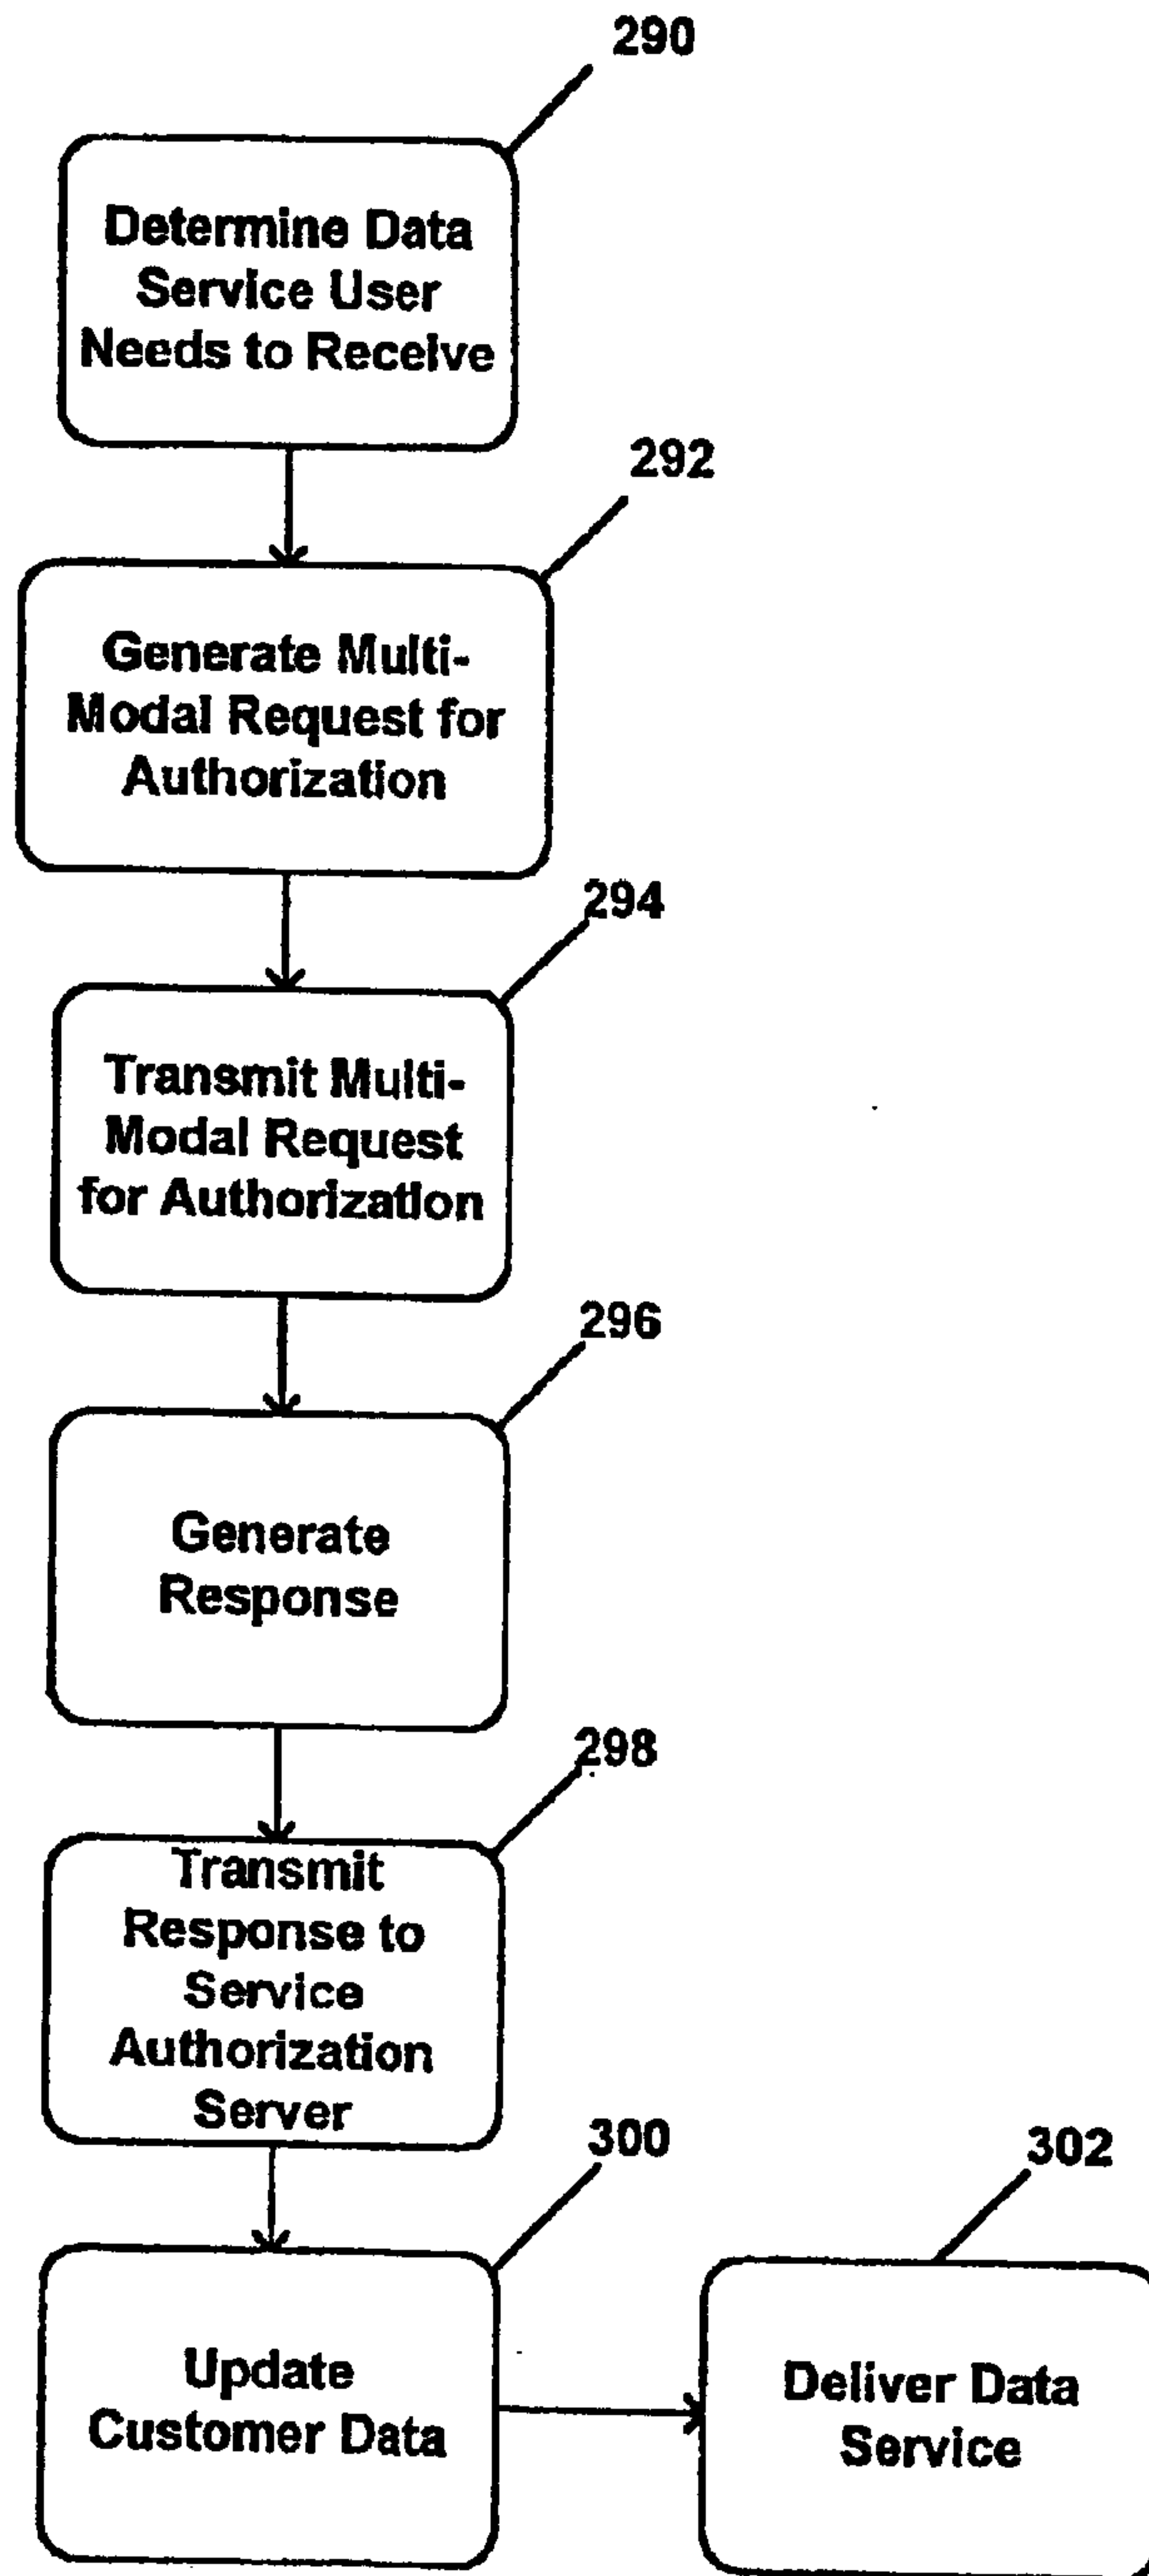 290
Determine Data
Service User
Needs to Receive
292
Generate Multi-
Modal Request for
Authorization
294
Transmit Multi-
Modal Request
for Authorization
296
Generate
Response
298
Transmit
Response to
Service
Authorization
Server
300
Update
Customer Data
302
Deliver Data
Service